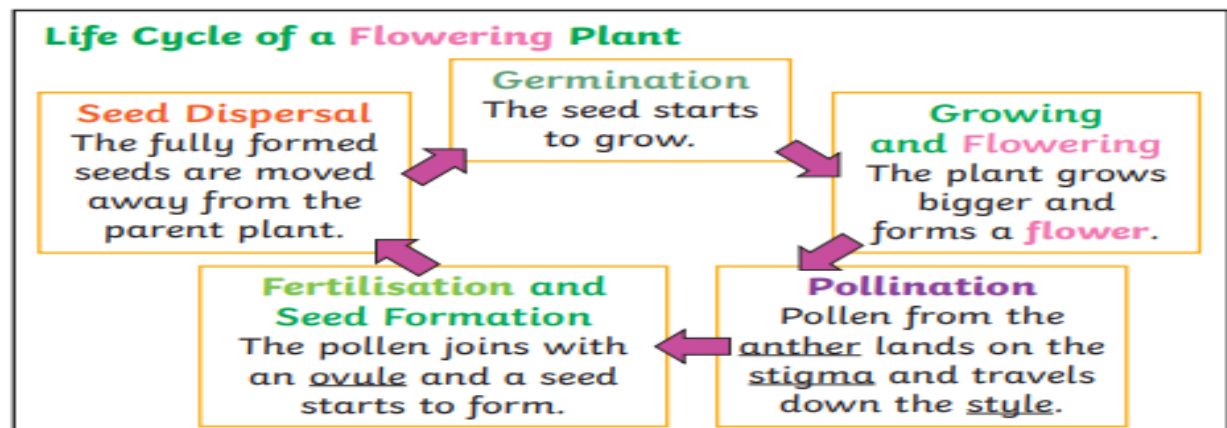 Life Cycle of a Flowering Plant
Germination
The seed starts
to grow.
Growing
and Flowering
The plant grows
bigger and
forms a flower.
Pollination
Pollen from the
anther lands on the
stigma and travels
down the style.
Fertilisation and
Seed Formation
The pollen joins with
an ovule and a seed
starts to form.
Seed Dispersal
The fully formed
seeds are moved
away from the
parent plant.